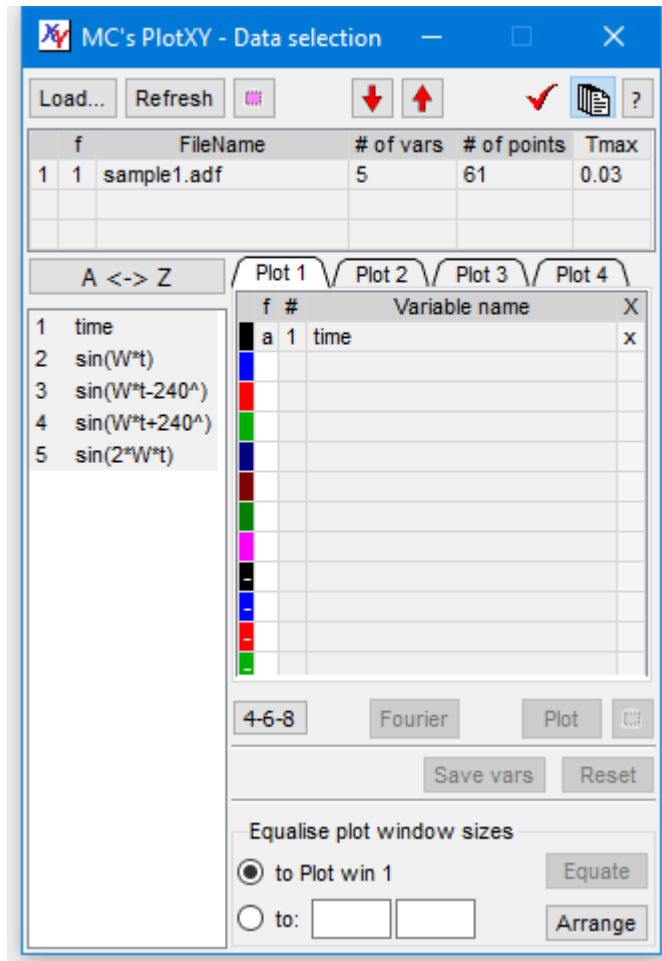 MC's PlotXY - Data selection
Load... Refresh ?
f FileName # of vars # of points Tmax
1 1 sample1.adf 5 61 0.03
A <-> Z
1 time
2 sin(W*t)
3 sin(W*t-240^)
4 sin(W*t+240^)
5 sin(2*W*t)
Plot 1 Plot 2 Plot 3 Plot 4
f # Variable name X
a 1 time x
4-6-8 Fourier Plot
Save vars Reset
Equalise plot window sizes
to Plot win 1 Equate
to: Arrange